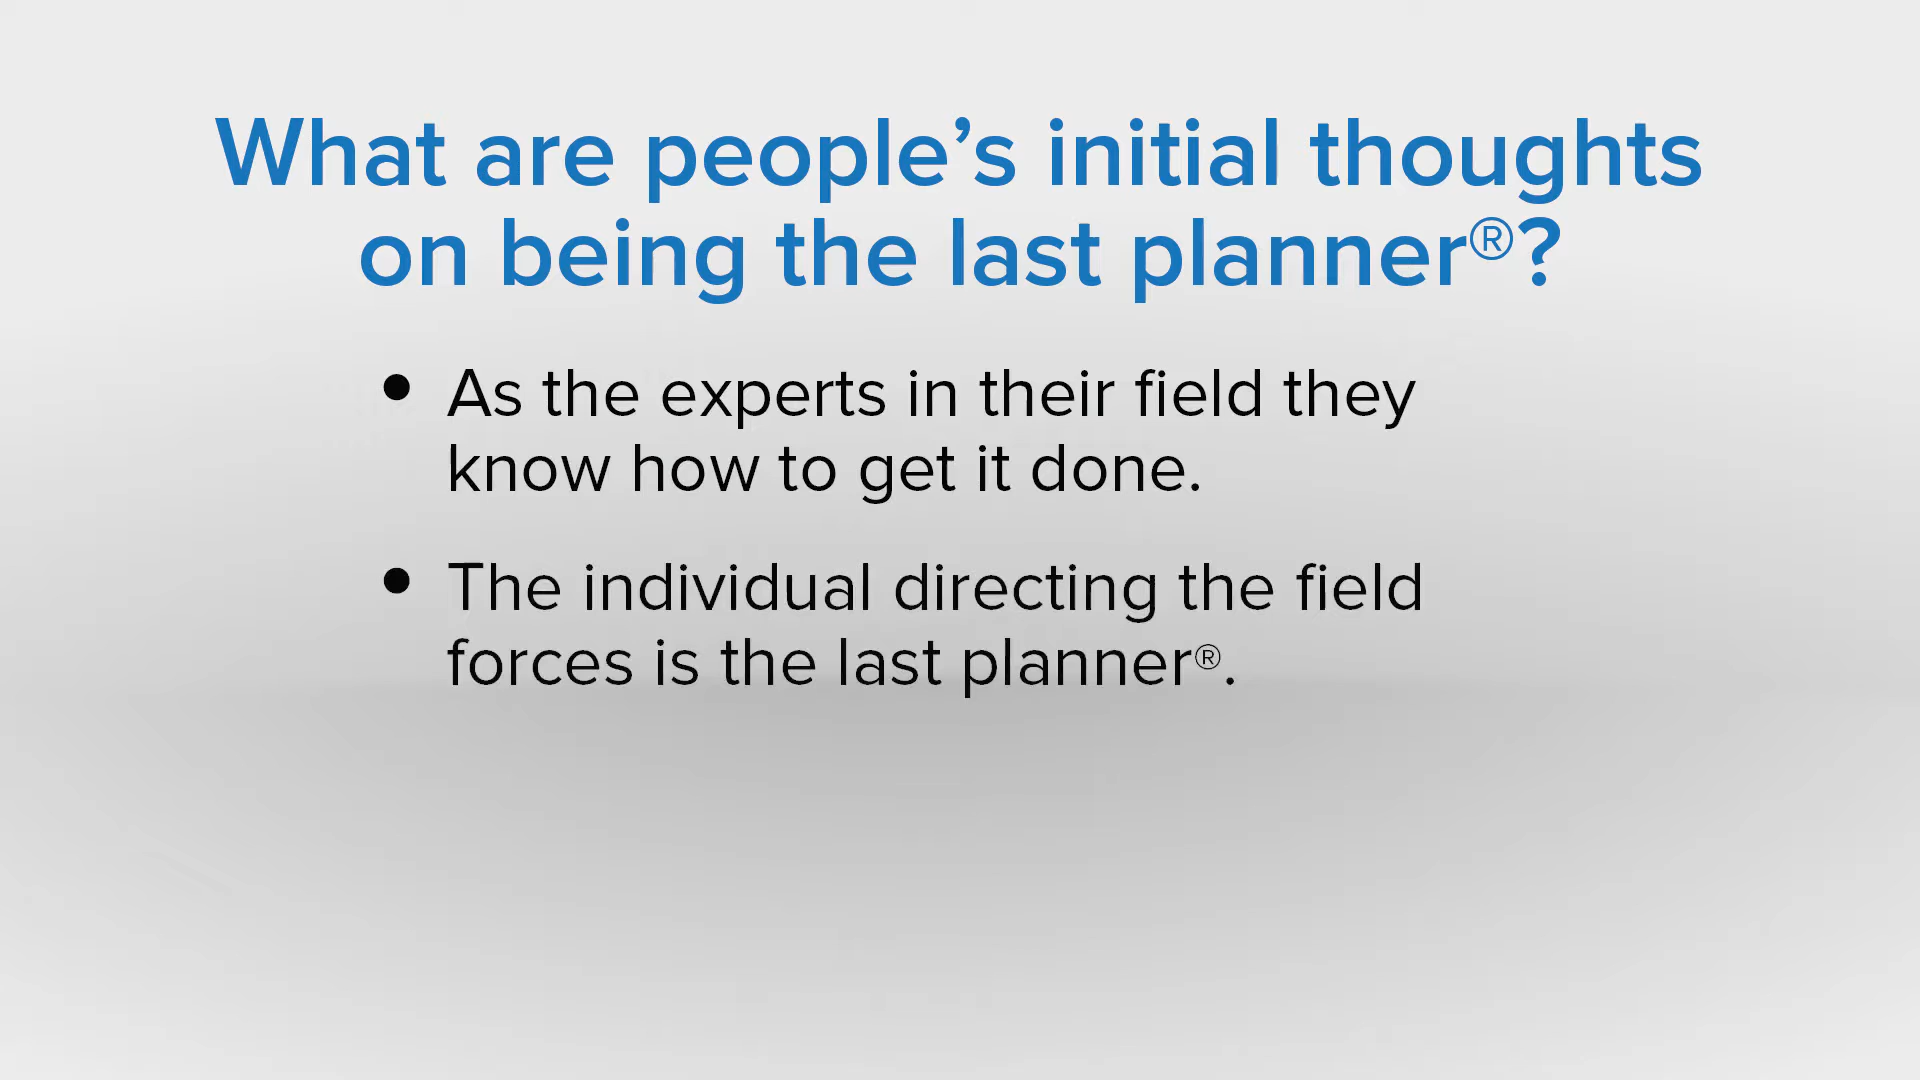 What are people’s initial thoughts
on being the last planner®?
• As the experts in their field they
know how to get it done.
• The individual directing the field
forces is the last planner®.